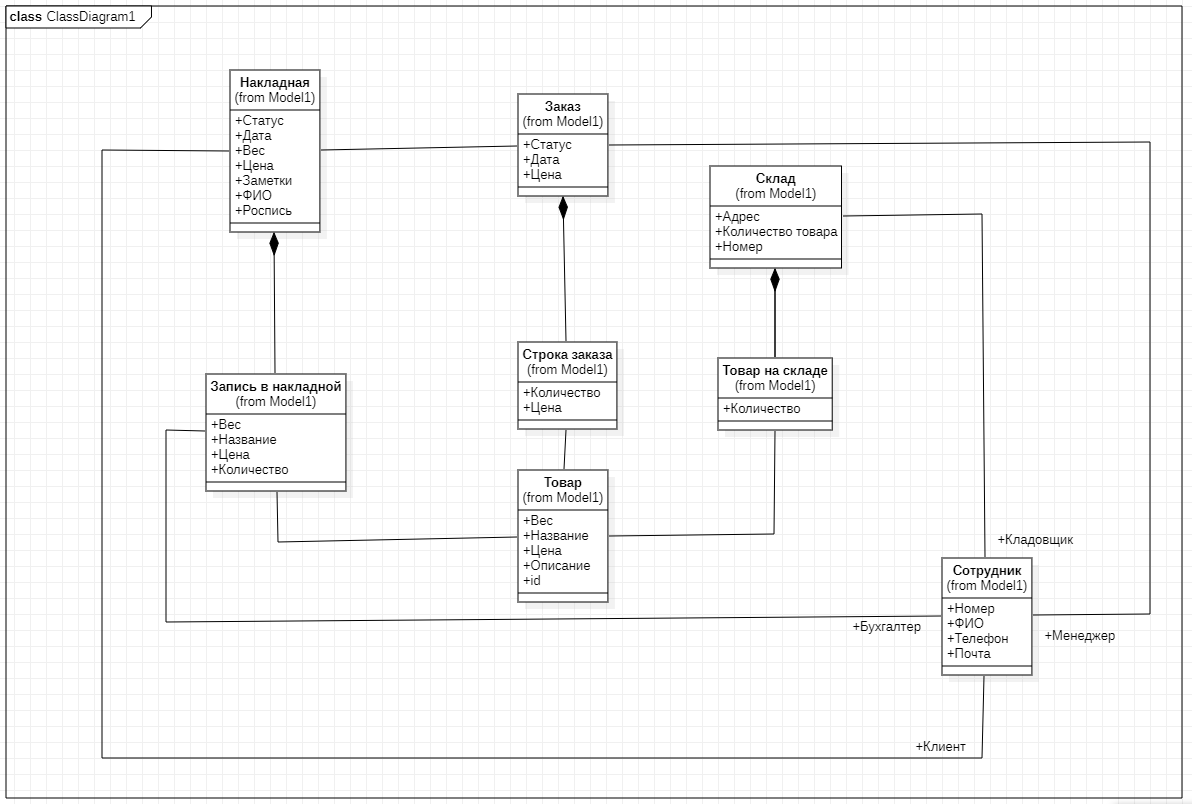 class ClassDiagram1
Накладная
(from Model1)
+Статус
+Дата
+Вес
+Цена
+Заметки
+ФИО
+Роспись
Заказ
(from Model1)
+Статус
+Дата
+Цена
Склад
(from Model1)
+Адрес
+Количество товара
+Номер
Запись в накладной
(from Model1)
+Вес
+Название
+Цена
+Количество
Строка заказа
(from Model1)
+Количество
+Цена
Товар на складе
(from Model1)
+Количество
Товар
(from Model1)
+Вес
+Название
+Цена
+Описание
+id
+Кладовщик
Сотрудник
(from Model1)
+Номер
+ФИО
+Телефон
+Почта
+Бухгалтер
+Менеджер
+Клиент